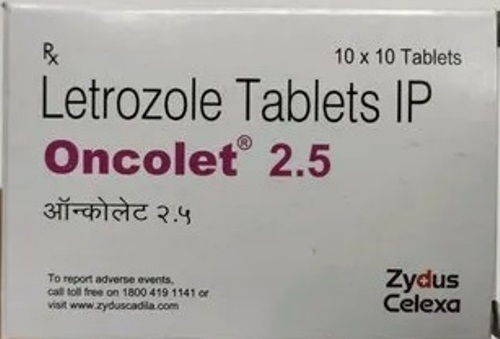 Rx
10 x 10 Tablets
Letrozole Tablets IP
Oncolet® 2.5
ऑन्कोलेट २.५
To report adverse events,
call toll free on 1800 419 1141 or
visit www.zyduscadila.com
Zydus
Celexa